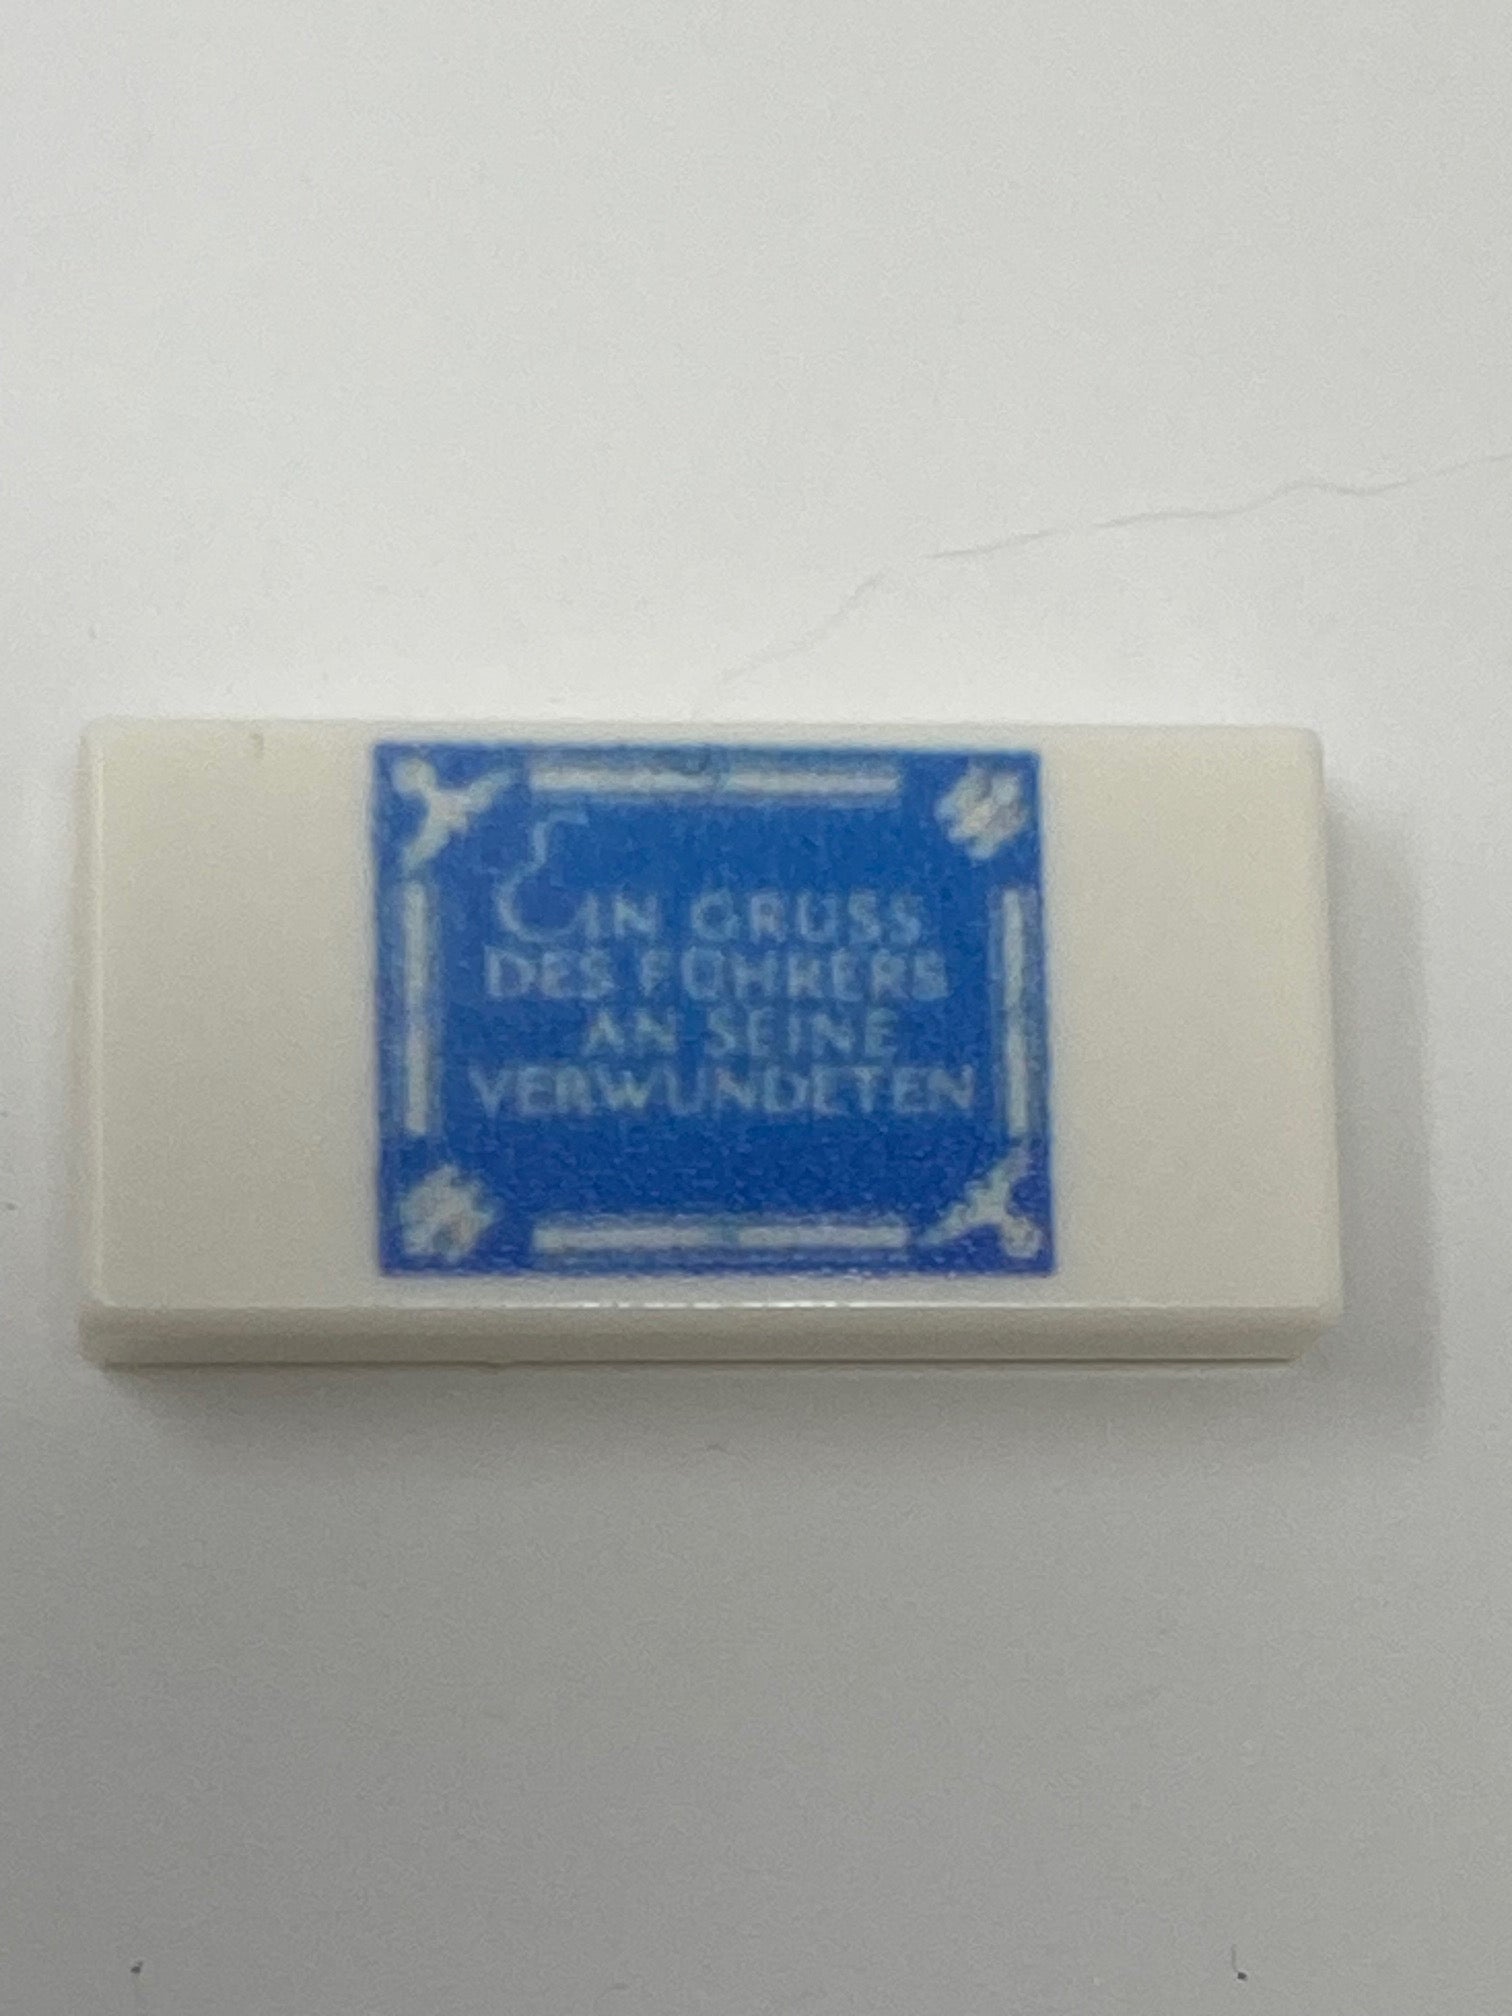 EIN GRUSS
DES FÜHRERS
AN SEINE
VERWUNDETEN